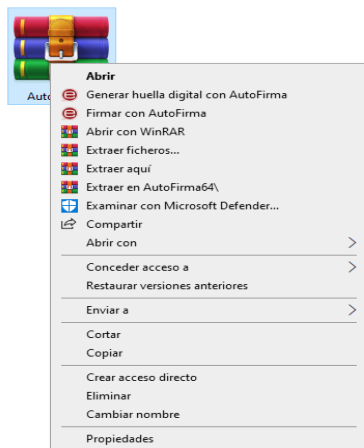 Auto
Abrir
Generar huella digital con AutoFirma
Firmar con AutoFirma
Abrir con WinRAR
Extraer ficheros...
Extraer aquí
Extraer en AutoFirma64\
Examinar con Microsoft Defender...
Compartir
Abrir con
Conceder acceso a
Restaurar versiones anteriores
Enviar a
Cortar
Copiar
Crear acceso directo
Eliminar
Cambiar nombre
Propiedades